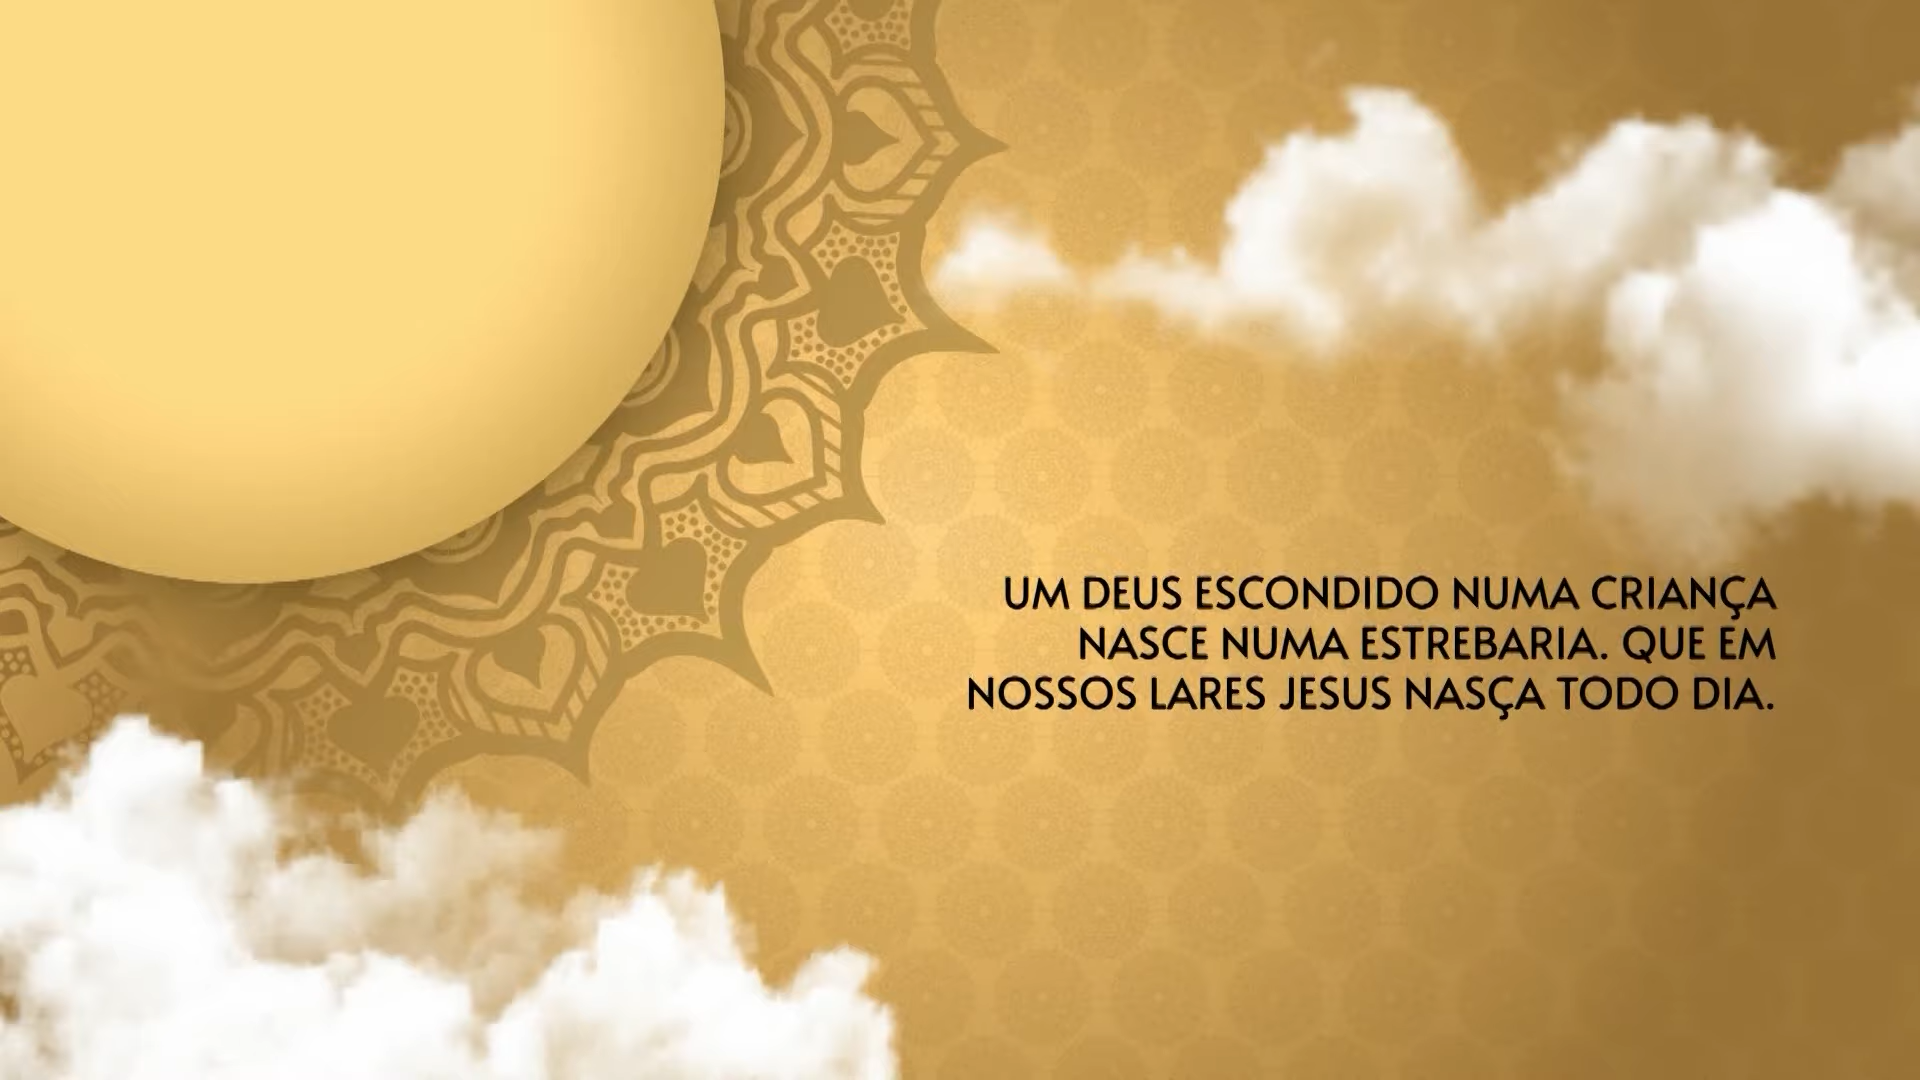 UM DEUS ESCONDIDO NUMA CRIANÇA
NASCE NUMA ESTREBARIA. QUE EM
NOSSOS LARES JESUS NASÇA TODO DIA.